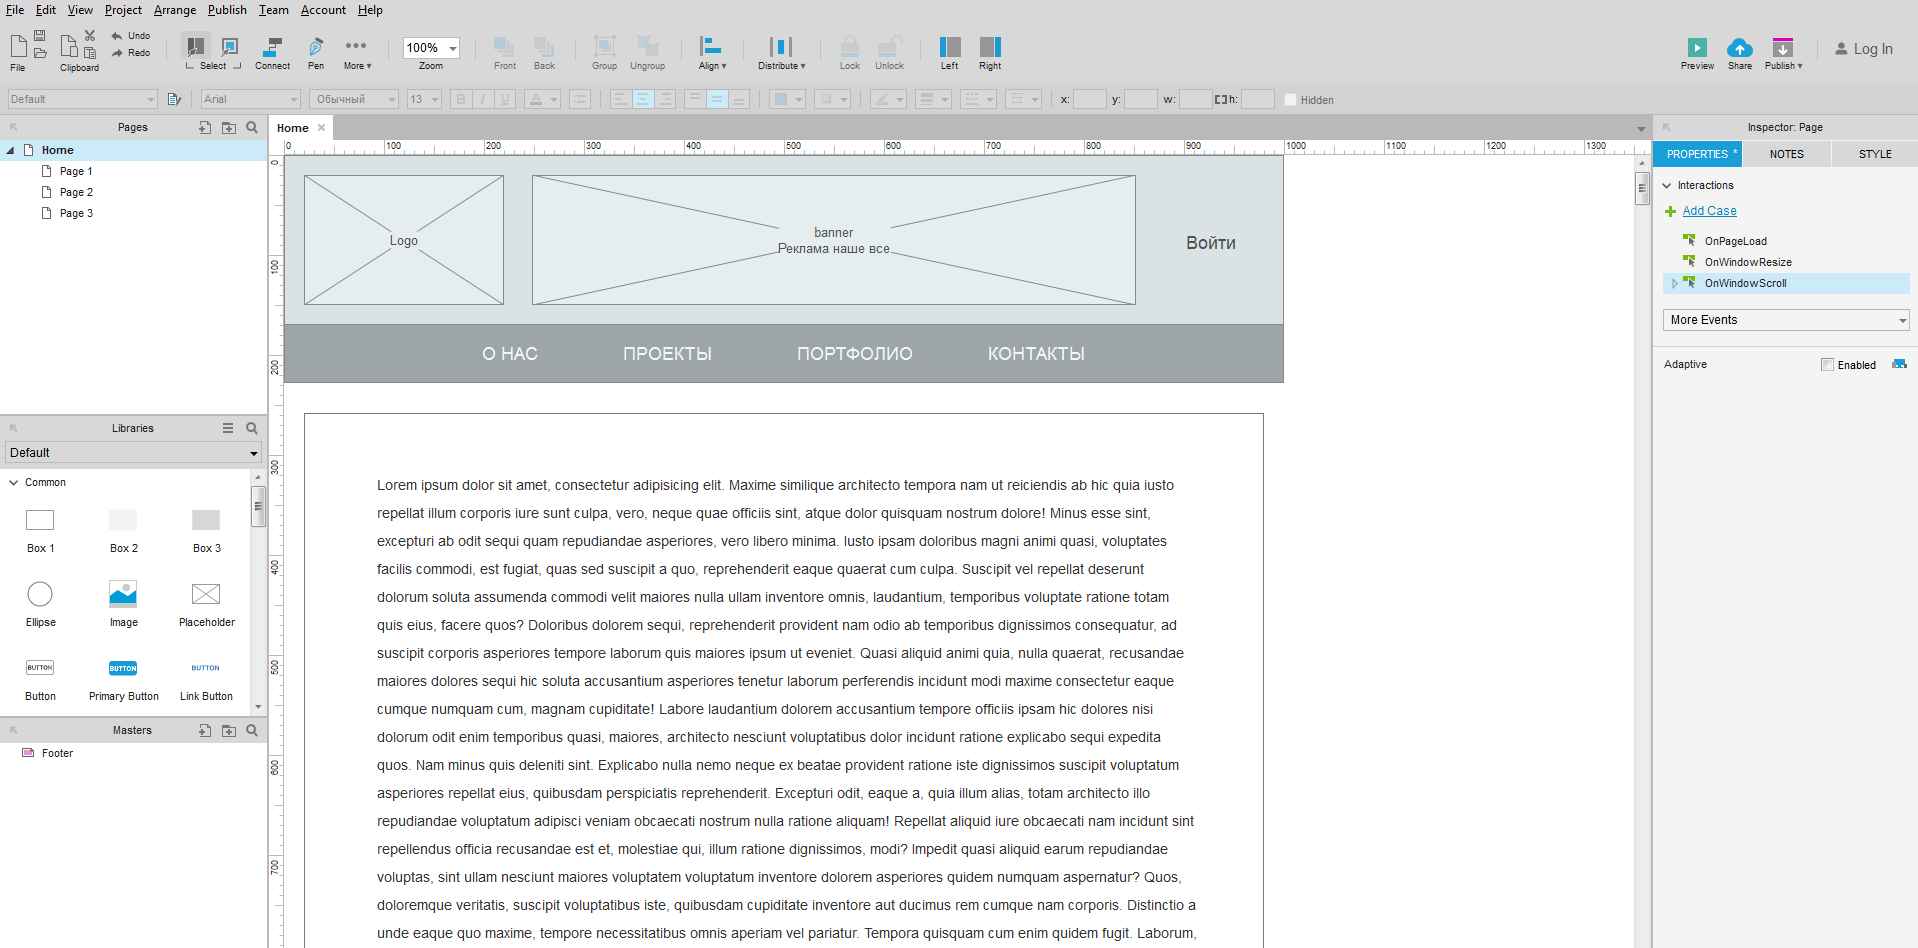 File Edit View Project Arrange Publish Team Account Help
Undo
Redo
File Clipboard Select Connect Pen More ▾ 100% Zoom Front Back Group Ungroup Align ▾ Distribute ▾ Lock Unlock Left Right Preview Share Publish ▾ Log In
Default Arial Обычный 13 B I U A x: y: w: h: Hidden
Pages
Home
Page 1
Page 2
Page 3
Libraries
Default
Common
Box 1 Box 2 Box 3
Ellipse Image Placeholder
BUTTON BUTTON BUTTON
Button Primary Button Link Button
Masters
Footer
Home
0 100 200 300 400 500 600 700 800 900 1000 1100 1200 1300
0
100
200
300
400
500
600
700
Logo
banner
Реклама наше все
Войти
О НАС ПРОЕКТЫ ПОРТФОЛИО КОНТАКТЫ
Lorem ipsum dolor sit amet, consectetur adipisicing elit. Maxime similique architecto tempora nam ut reiciendis ab hic quia iusto
repellat illum corporis iure sunt culpa, vero, neque quae officiis sint, atque dolor quisquam nostrum dolore! Minus esse sint,
excepturi ab odit sequi quam repudiandae asperiores, vero libero minima. Iusto ipsam doloribus magni animi quasi, voluptates
facilis commodi, est fugiat, quas sed suscipit a quo, reprehenderit eaque quaerat cum culpa. Suscipit vel repellat deserunt
dolorum soluta assumenda commodi velit maiores nulla ullam inventore omnis, laudantium, temporibus voluptate ratione totam
quis eius, facere quos? Doloribus dolorem sequi, reprehenderit provident nam odio ab temporibus dignissimos consequatur, ad
suscipit corporis asperiores tempore laborum quis maiores ipsum ut eveniet. Quasi aliquid animi quia, nulla quaerat, recusandae
maiores dolores sequi hic soluta accusantium asperiores tenetur laborum perferendis incidunt modi maxime consectetur eaque
cumque numquam cum, magnam cupiditate! Labore laudantium dolorem accusantium tempore officiis ipsam hic dolores nisi
dolorum odit enim temporibus quasi, maiores, architecto nesciunt voluptatibus dolor incidunt ratione explicabo sequi expedita
quos. Nam minus quis deleniti sint. Explicabo nulla nemo neque ex beatae provident ratione iste dignissimos suscipit voluptatum
asperiores repellat eius, quibusdam perspiciatis reprehenderit. Excepturi odit, eaque a, quia illum alias, totam architecto illo
repudiandae voluptatum adipisci veniam obcaecati nostrum nulla ratione aliquam! Repellat aliquid iure obcaecati nam incidunt sint
repellendus officia recusandae est et, molestiae qui, illum ratione dignissimos, modi? Impedit quasi aliquid earum repudiandae
voluptas, sint ullam nesciunt maiores voluptatem voluptatum inventore dolorem asperiores quidem numquam aspernatur? Quos,
doloremque veritatis, suscipit voluptatibus iste, quibusdam cupiditate inventore aut ducimus rem cumque nam corporis. Distinctio a
unde eaque quo maxime, tempore necessitatibus omnis aperiam vel pariatur. Tempora quisquam cum enim quidem fugit. Laborum,
Inspector: Page
PROPERTIES * NOTES STYLE
Interactions
Add Case
OnPageLoad
OnWindowResize
OnWindowScroll
More Events
Adaptive Enabled